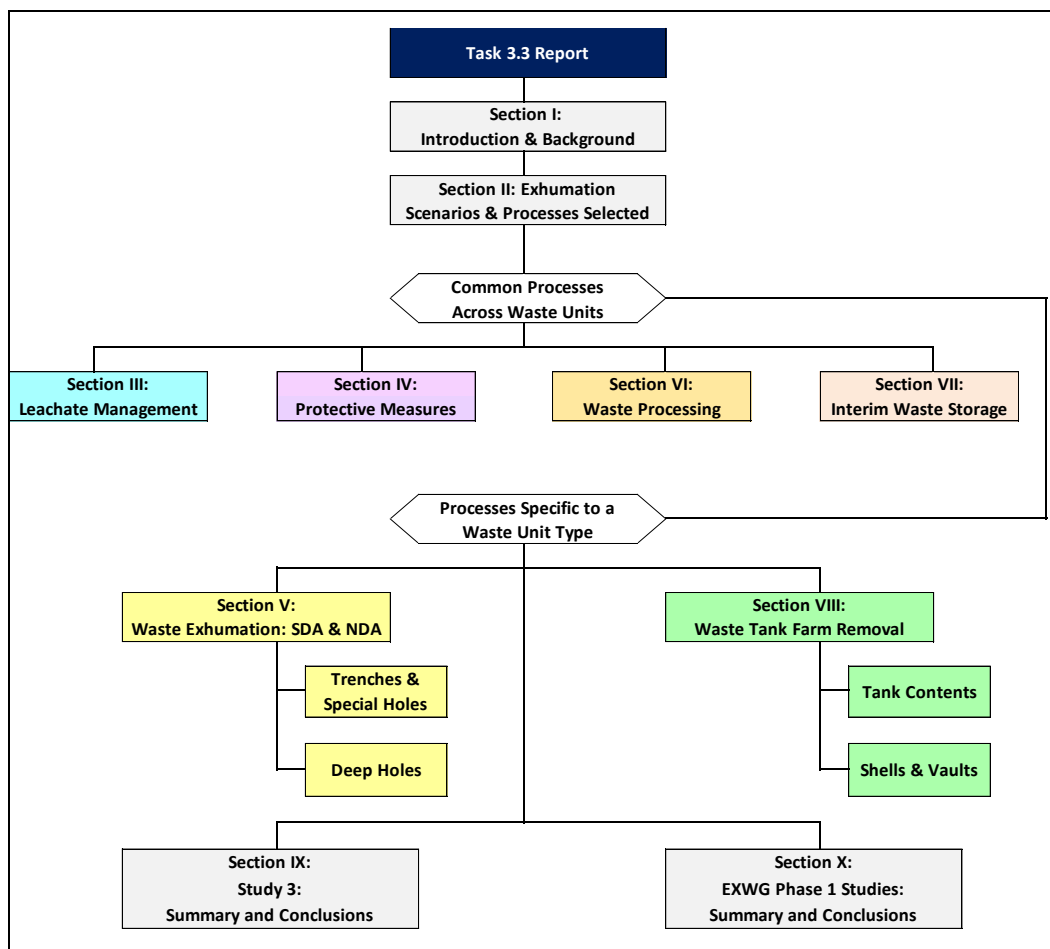 Task 3.3 Report
Section I:
Introduction & Background
Section II: Exhumation
Scenarios & Processes Selected
Common Processes
Across Waste Units
Section III:
Leachate Management
Section IV:
Protective Measures
Section VI:
Waste Processing
Section VII:
Interim Waste Storage
Processes Specific to a
Waste Unit Type
Section V:
Waste Exhumation: SDA & NDA
Trenches &
Special Holes
Deep Holes
Section VIII:
Waste Tank Farm Removal
Tank Contents
Shells & Vaults
Section IX:
Study 3:
Summary and Conclusions
Section X:
EXWG Phase 1 Studies:
Summary and Conclusions